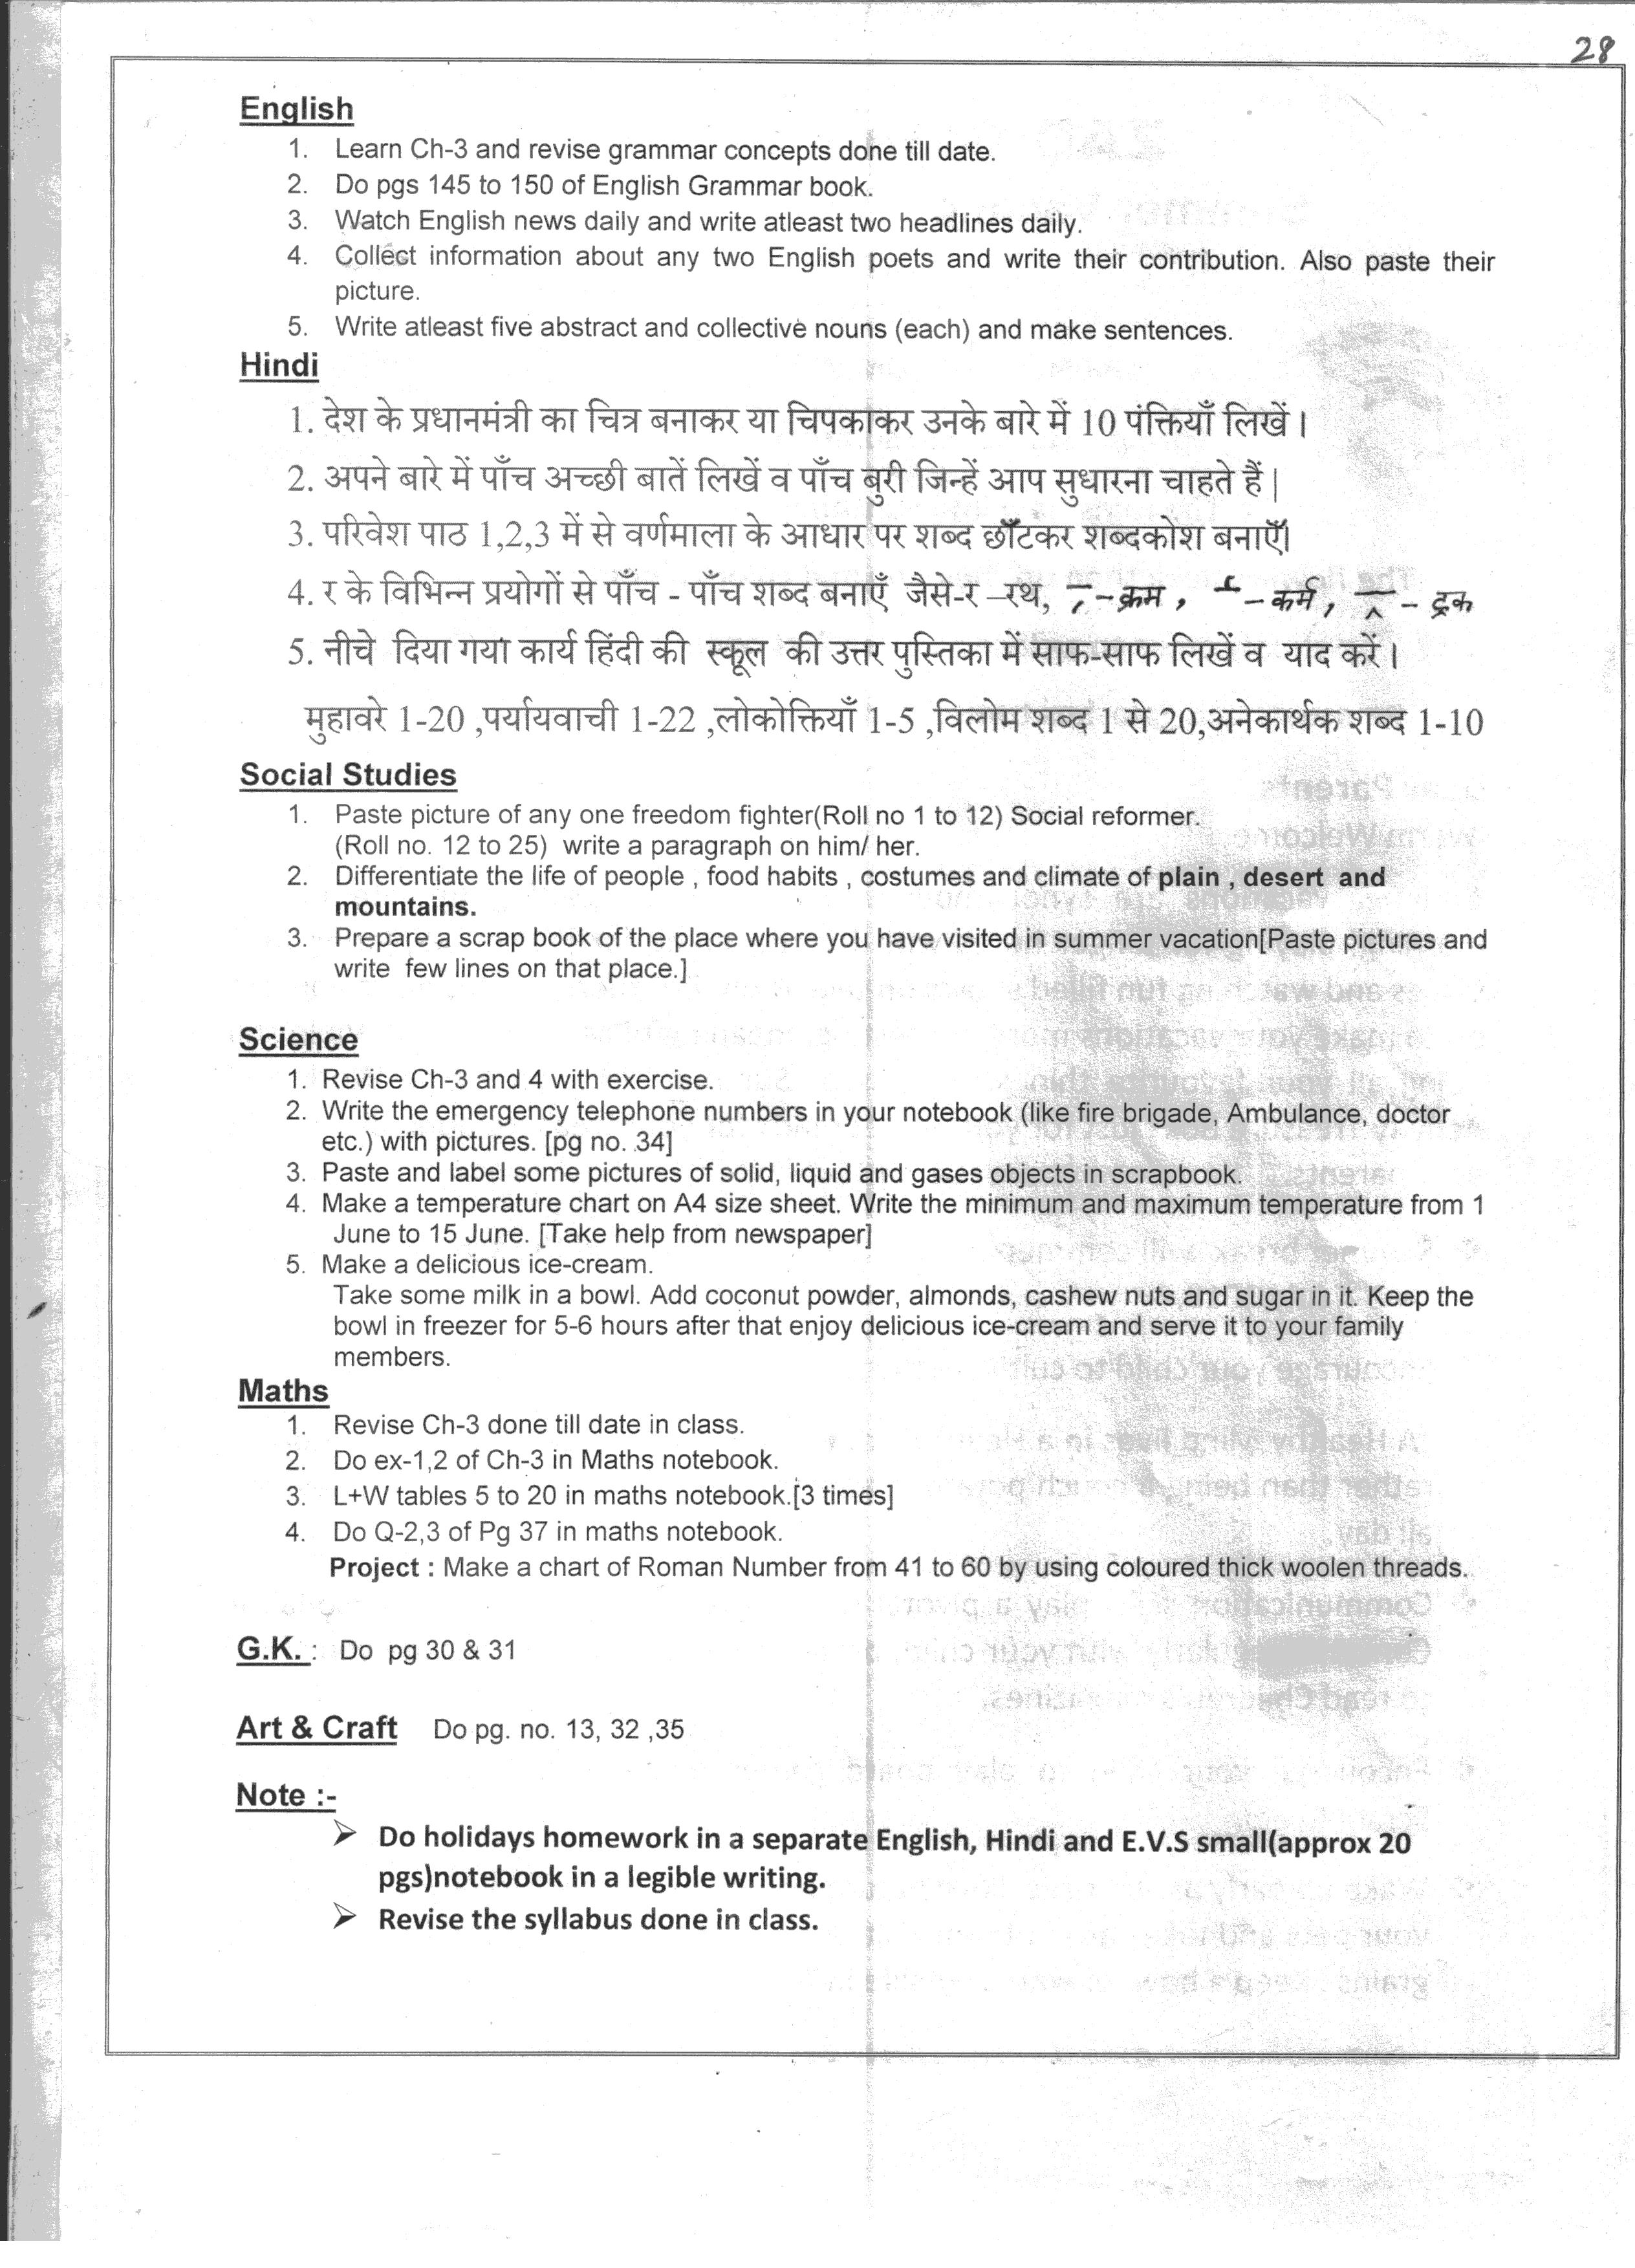 28
English
1. Learn Ch-3 and revise grammar concepts done till date.
2. Do pgs 145 to 150 of English Grammar book.
3. Watch English news daily and write atleast two headlines daily.
4. Collect information about any two English poets and write their contribution. Also paste their
picture.
5. Write atleast five abstract and collective nouns (each) and make sentences.
Hindi
1. देश के प्रधानमंत्री का चित्र बनाकर या चिपकाकर उनके बारे में 10 पंक्तियाँ लिखें।
2. अपने बारे में पाँच अच्छी बातें लिखें व पाँच बुरी जिन्हें आप सुधारना चाहते हैं|
3. परिवेश पाठ 1,2,3 में से वर्णमाला के आधार पर शब्द छाँटकर शब्दकोश बनाएँ।
4. र के विभिन्न प्रयोगों से पाँच - पाँच शब्द बनाएँ जैसे-र –रथ, ्र - क्रम, र् - कर्म, ्र - ट्रक
5. नीचे दिया गया कार्य हिंदी की स्कूल की उत्तर पुस्तिका में साफ-साफ लिखें व याद करें।
मुहावरे 1-20 ,पर्यायवाची 1-22 ,लोकोक्तियाँ 1-5 ,विलोम शब्द 1 से 20,अनेकार्थक शब्द 1-10
Social Studies
1. Paste picture of any one freedom fighter(Roll no 1 to 12) Social reformer.
(Roll no. 12 to 25) write a paragraph on him/ her.
2. Differentiate the life of people , food habits , costumes and climate of plain , desert and
mountains.
3. Prepare a scrap book of the place where you have visited in summer vacation[Paste pictures and
write few lines on that place.]
Science
1. Revise Ch-3 and 4 with exercise.
2. Write the emergency telephone numbers in your notebook (like fire brigade, Ambulance, doctor
etc.) with pictures. [pg no. 34]
3. Paste and label some pictures of solid, liquid and gases objects in scrapbook.
4. Make a temperature chart on A4 size sheet. Write the minimum and maximum temperature from 1
June to 15 June. [Take help from newspaper]
5. Make a delicious ice-cream.
Take some milk in a bowl. Add coconut powder, almonds, cashew nuts and sugar in it. Keep the
bowl in freezer for 5-6 hours after that enjoy delicious ice-cream and serve it to your family
members.
Maths
1. Revise Ch-3 done till date in class.
2. Do ex-1,2 of Ch-3 in Maths notebook.
3. L+W tables 5 to 20 in maths notebook.[3 times]
4. Do Q-2,3 of Pg 37 in maths notebook.
Project : Make a chart of Roman Number from 41 to 60 by using coloured thick woolen threads.
G.K. : Do pg 30 & 31
Art & Craft Do pg. no. 13, 32 ,35
Note :-
➢ Do holidays homework in a separate English, Hindi and E.V.S small(approx 20
pgs)notebook in a legible writing.
➢ Revise the syllabus done in class.